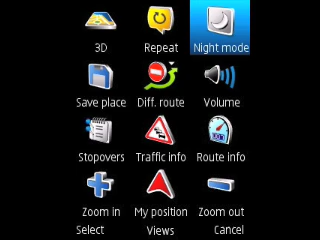 3D Repeat Night mode
Save place Diff. route Volume
Stopovers Traffic info Route info
Zoom in My position Zoom out
Select Views Cancel